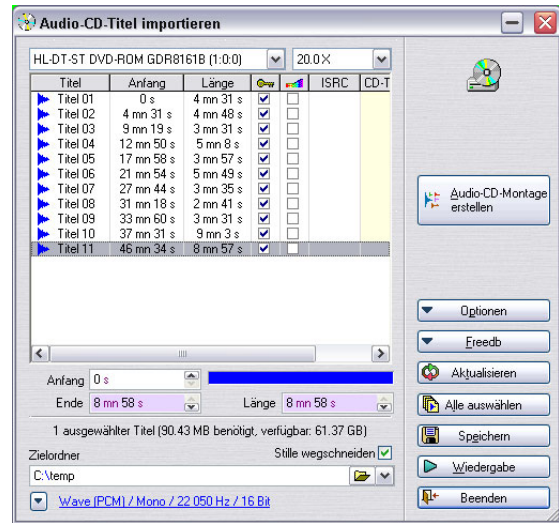 Audio-CD-Titel importieren
HL-DT-ST DVD-ROM GDR8161B (1:0:0) 20.0 X
Titel Anfang Länge ISRC CD-T
Titel 01 0 s 4 mn 31 s
Titel 02 4 mn 31 s 4 mn 48 s
Titel 03 9 mn 19 s 3 mn 31 s
Titel 04 12 mn 50 s 5 mn 8 s
Titel 05 17 mn 58 s 3 mn 57 s
Titel 06 21 mn 54 s 5 mn 49 s
Titel 07 27 mn 44 s 3 mn 35 s
Titel 08 31 mn 18 s 2 mn 41 s
Titel 09 33 mn 60 s 3 mn 31 s
Titel 10 37 mn 31 s 9 mn 3 s
Titel 11 46 mn 34 s 8 mn 57 s
Anfang 0 s
Ende 8 mn 58 s Länge 8 mn 58 s
1 ausgewählter Titel (90.43 MB benötigt, verfügbar: 61.37 GB)
Zielordner Stille wegschneiden
C:\temp
Wave (PCM) / Mono / 22 050 Hz / 16 Bit
Audio-CD-Montage
erstellen
Optionen
Freedb
Aktualisieren
Alle auswählen
Speichern
Wiedergabe
Beenden